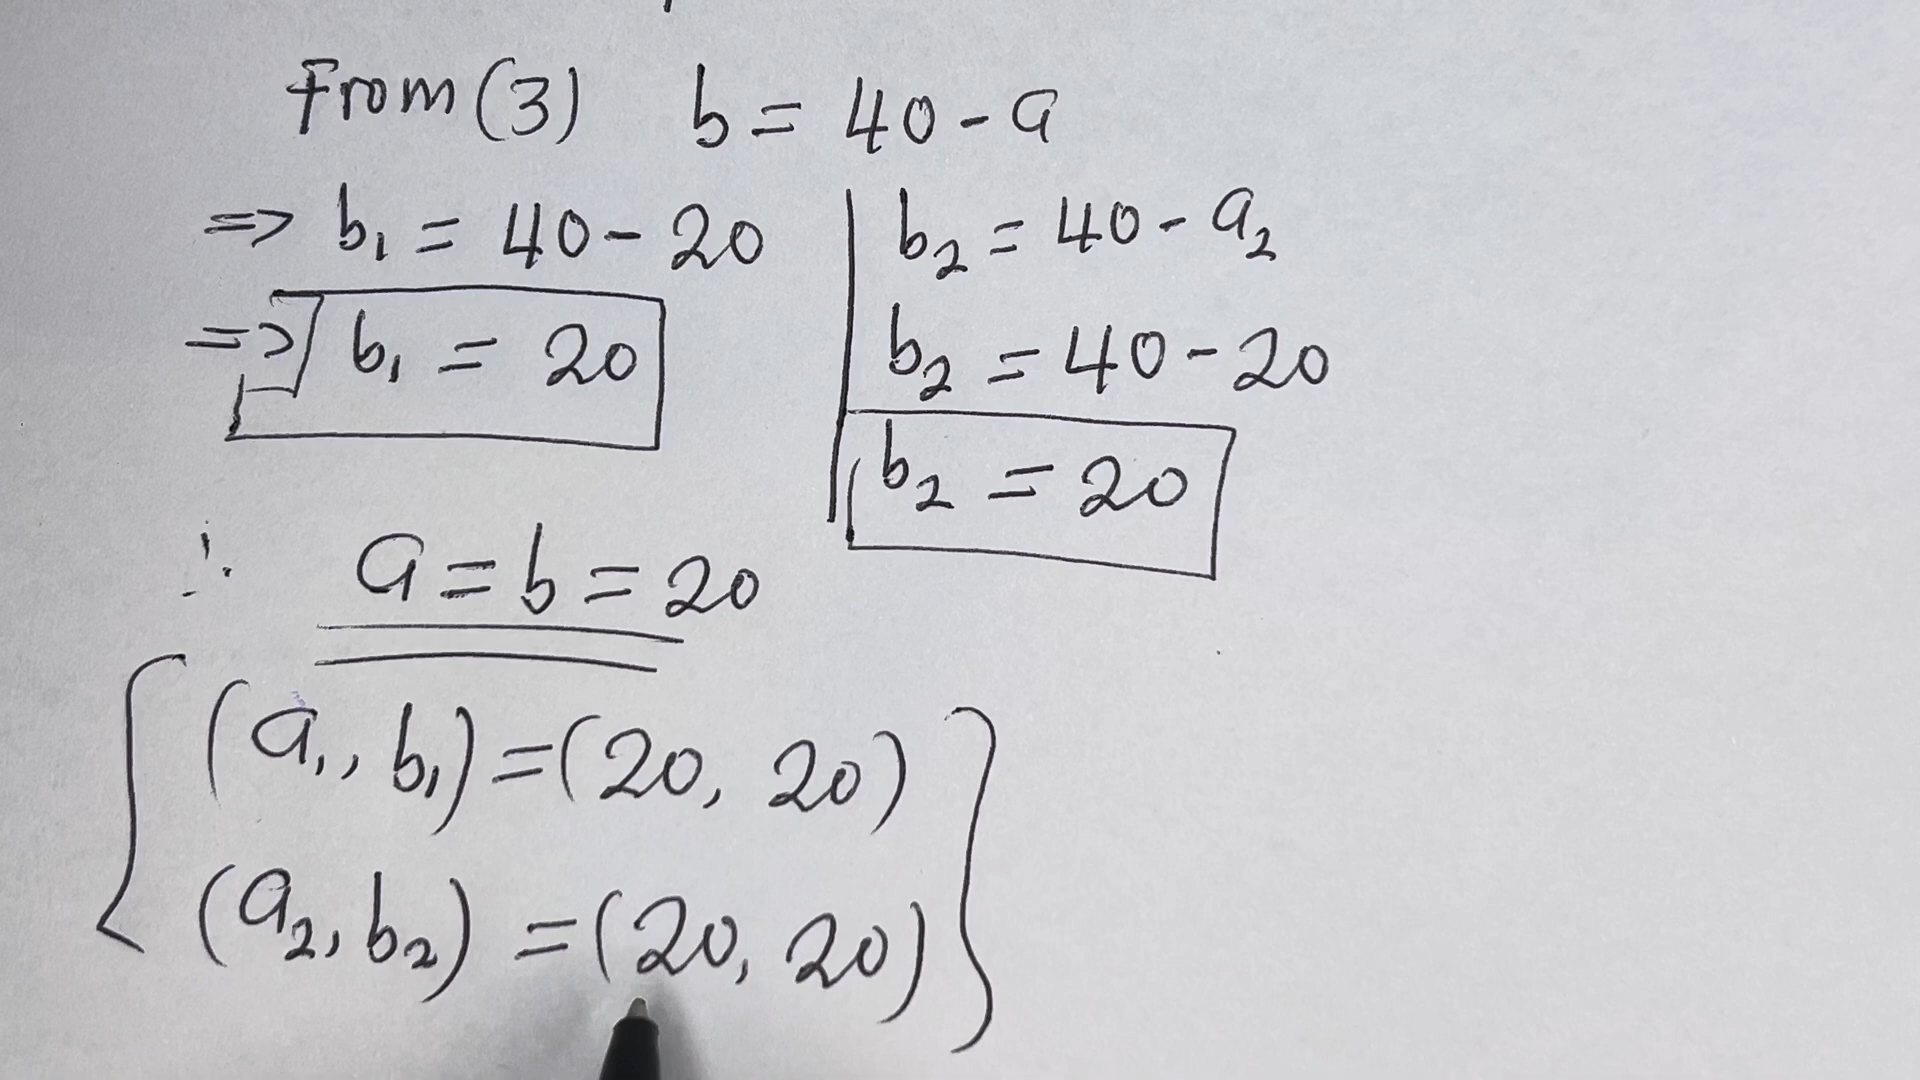 From (3) b = 40 - a
=> b₁ = 40 - 20
=> b₁ = 20
b₂ = 40 - a₂
b₂ = 40 - 20
b₂ = 20
∴ a = b = 20
(a₁, b₁) = (20, 20)
(a₂, b₂) = (20, 20)